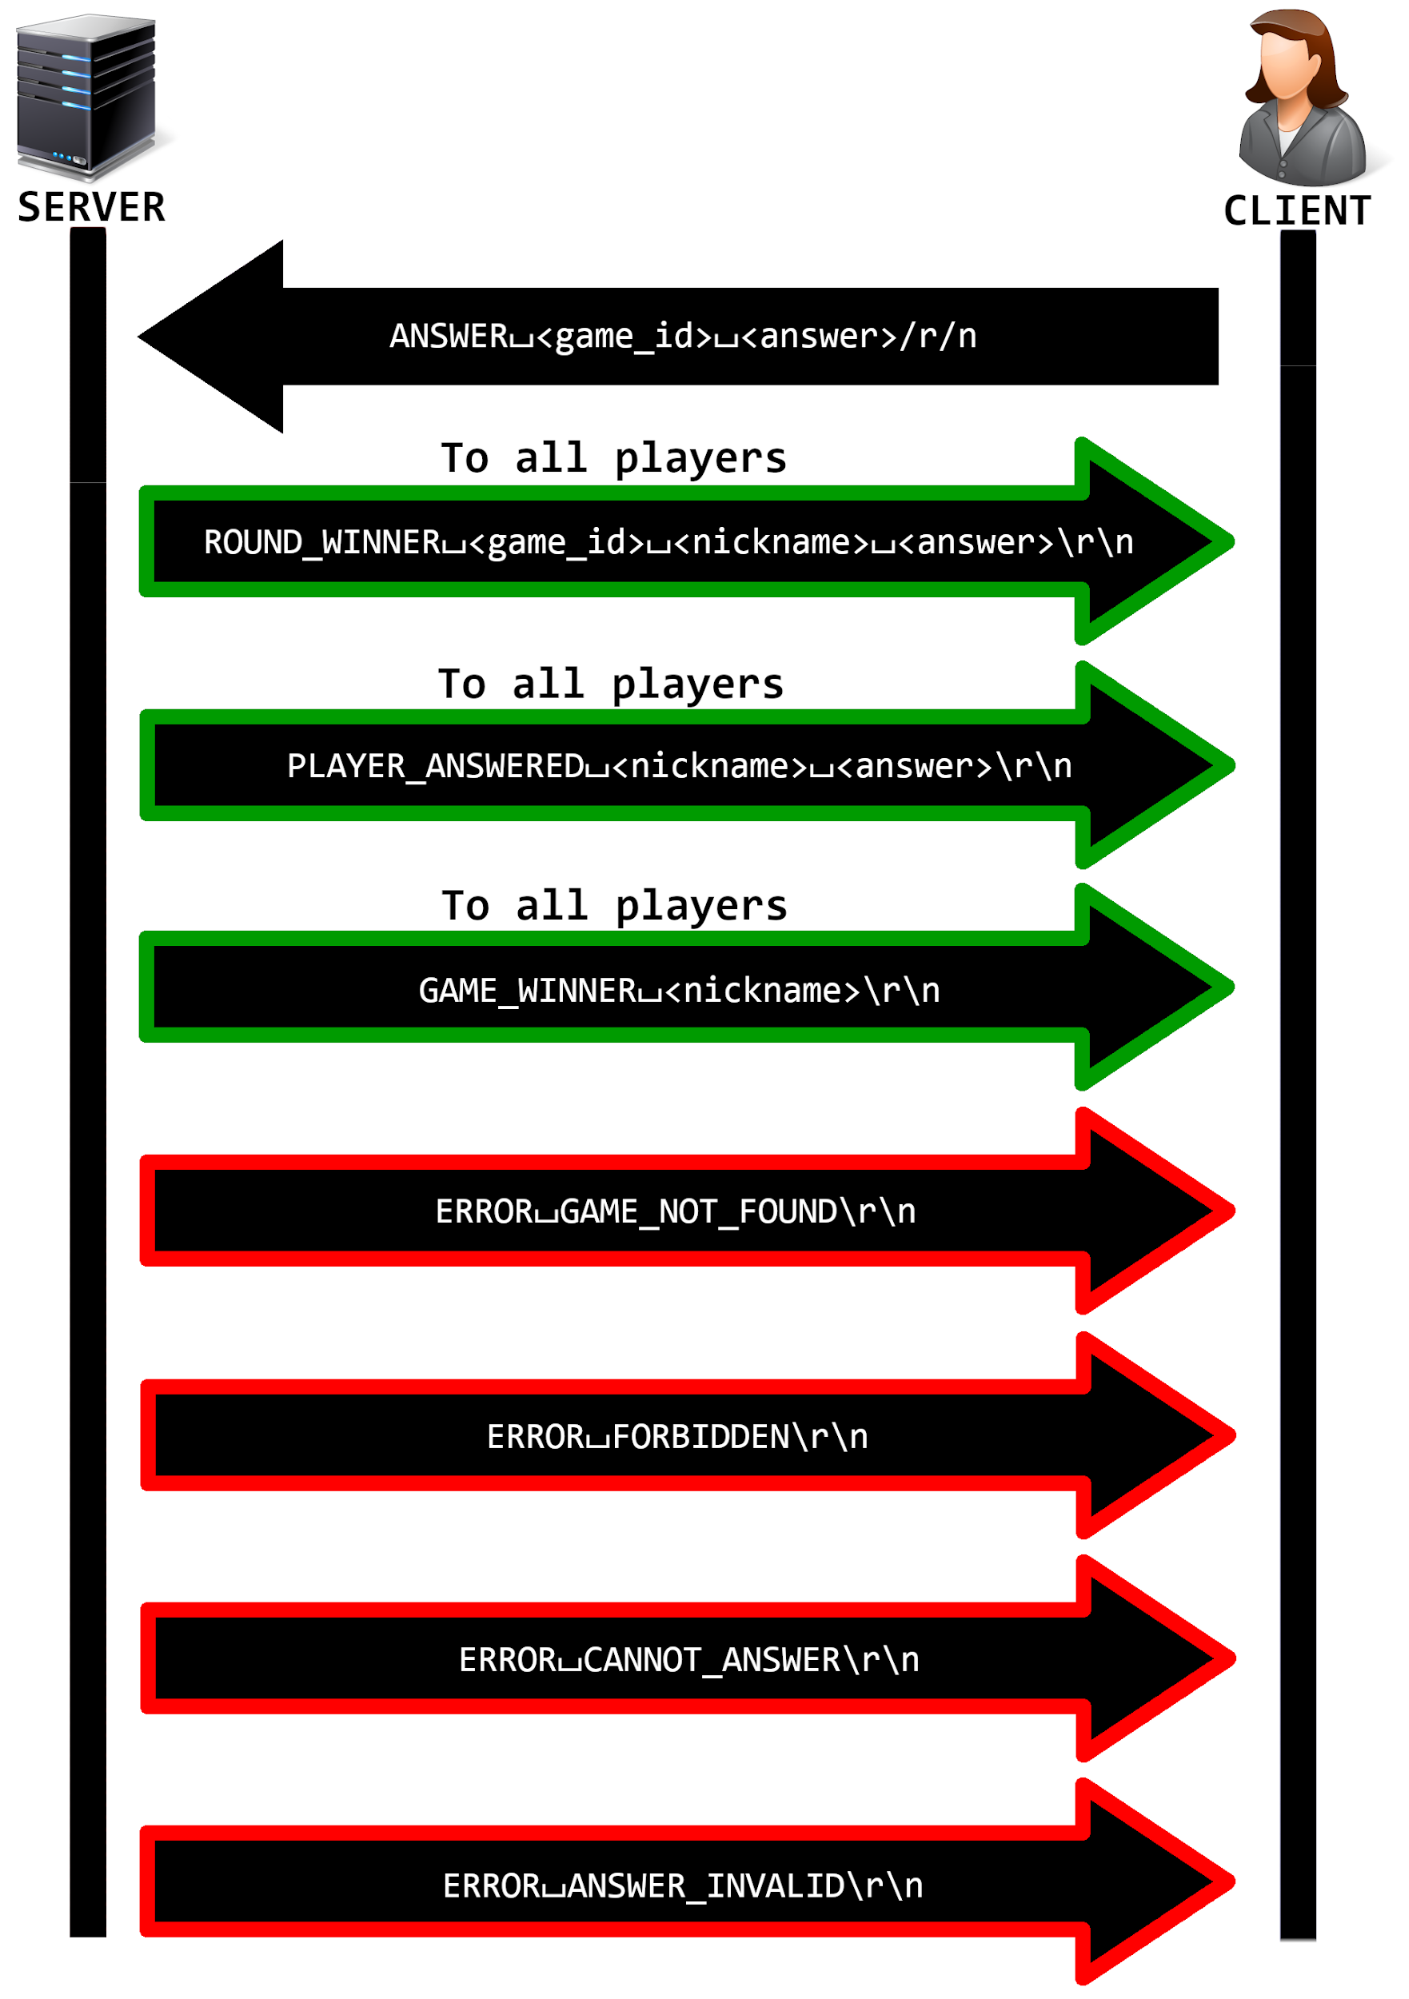 SERVER
CLIENT
ANSWER␣<game_id>␣<answer>/r/n
To all players
ROUND_WINNER␣<game_id>␣<nickname>␣<answer>\r\n
To all players
PLAYER_ANSWERED␣<nickname>␣<answer>\r\n
To all players
GAME_WINNER␣<nickname>\r\n
ERROR␣GAME_NOT_FOUND\r\n
ERROR␣FORBIDDEN\r\n
ERROR␣CANNOT_ANSWER\r\n
ERROR␣ANSWER_INVALID\r\n